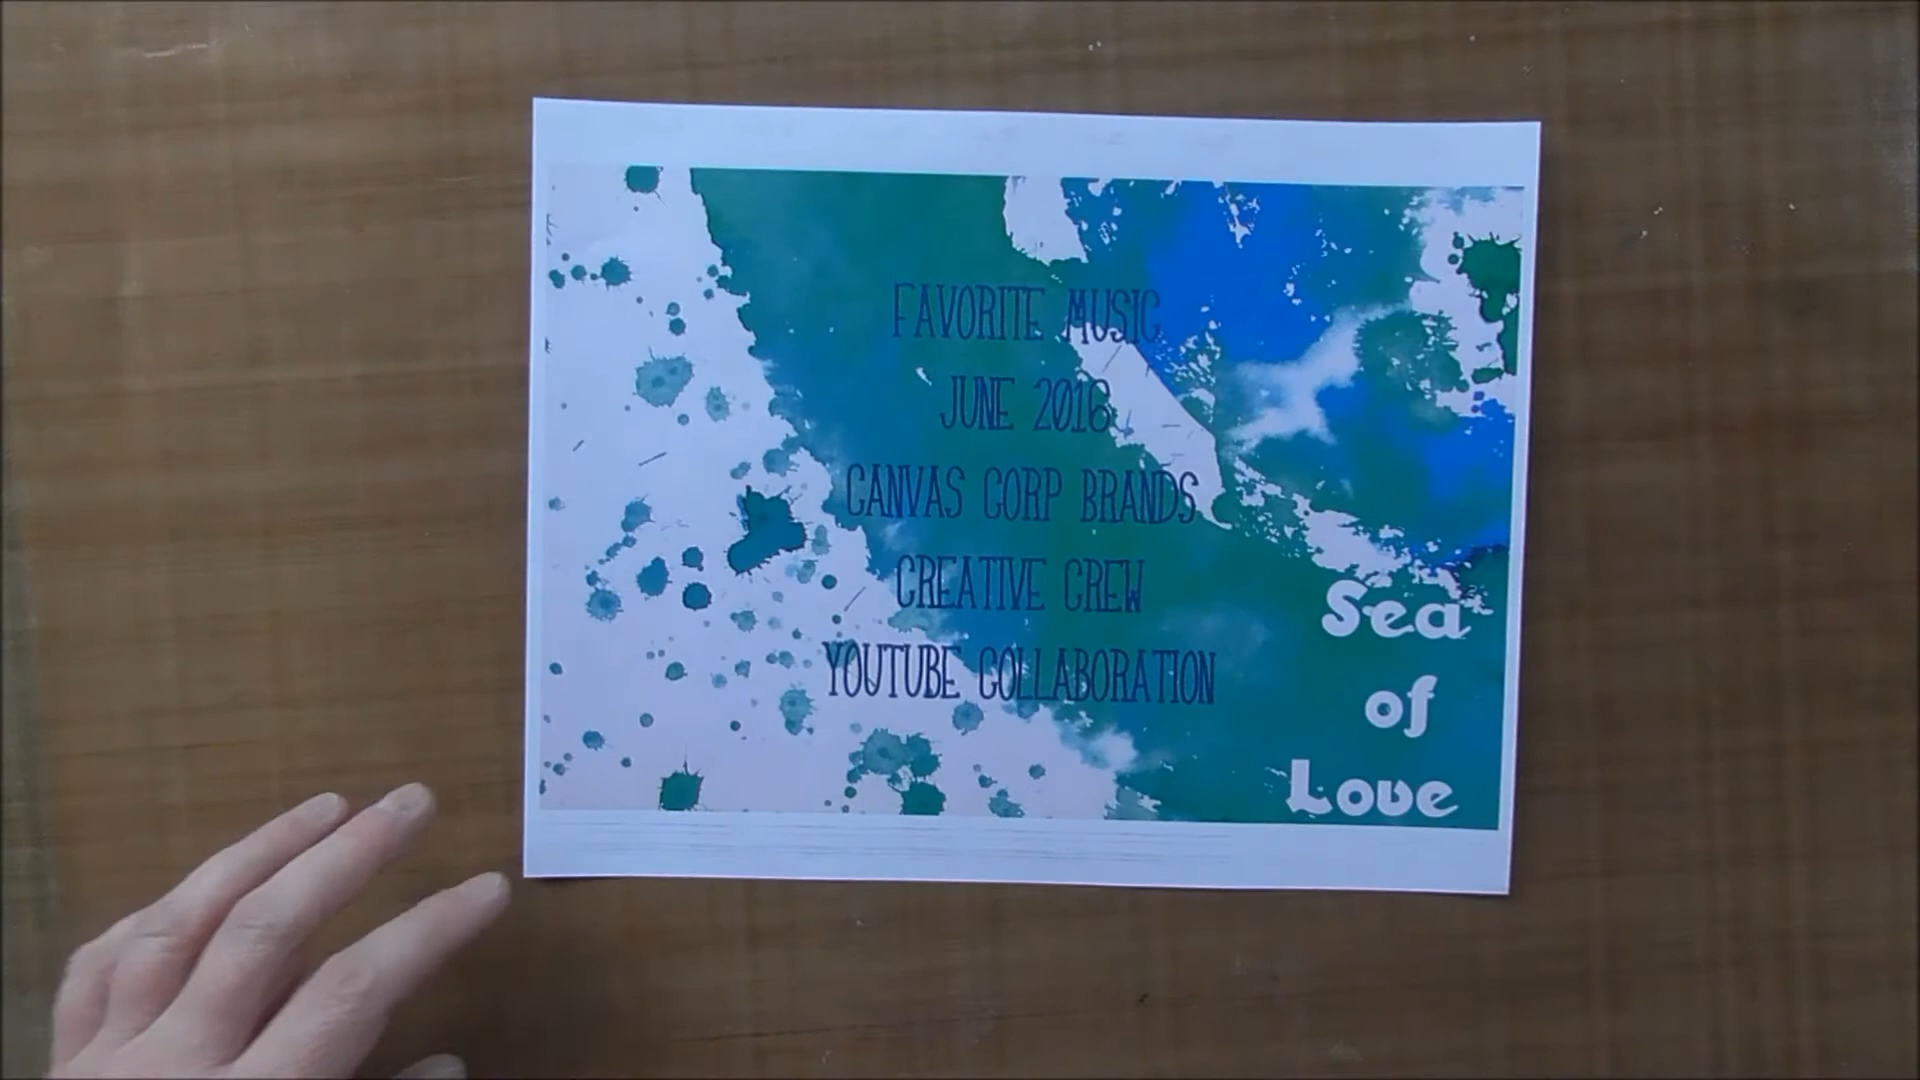 FAVORITE MUSIC
JUNE 2016
CANVAS CORP BRANDS
CREATIVE CREW
YOUTUBE COLLABORATION
Sea
of
Love